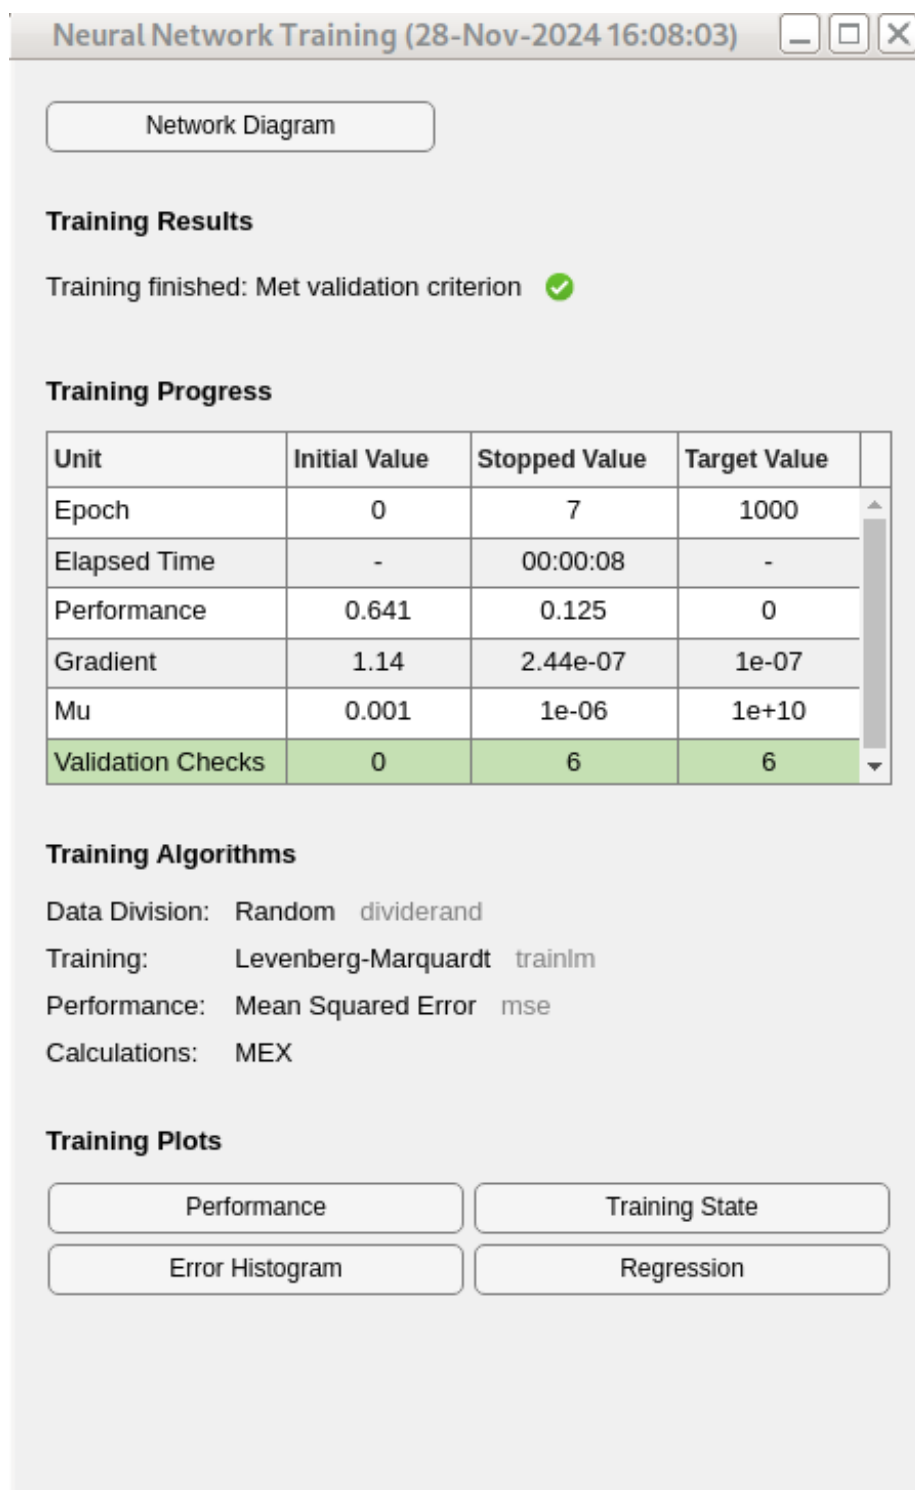 Neural Network Training (28-Nov-2024 16:08:03)
Network Diagram
Training Results
Training finished: Met validation criterion
Training Progress
Unit Initial Value Stopped Value Target Value
Epoch 0 7 1000
Elapsed Time - 00:00:08 -
Performance 0.641 0.125 0
Gradient 1.14 2.44e-07 1e-07
Mu 0.001 1e-06 1e+10
Validation Checks 0 6 6
Training Algorithms
Data Division: Random dividerand
Training: Levenberg-Marquardt trainlm
Performance: Mean Squared Error mse
Calculations: MEX
Training Plots
Performance Training State
Error Histogram Regression